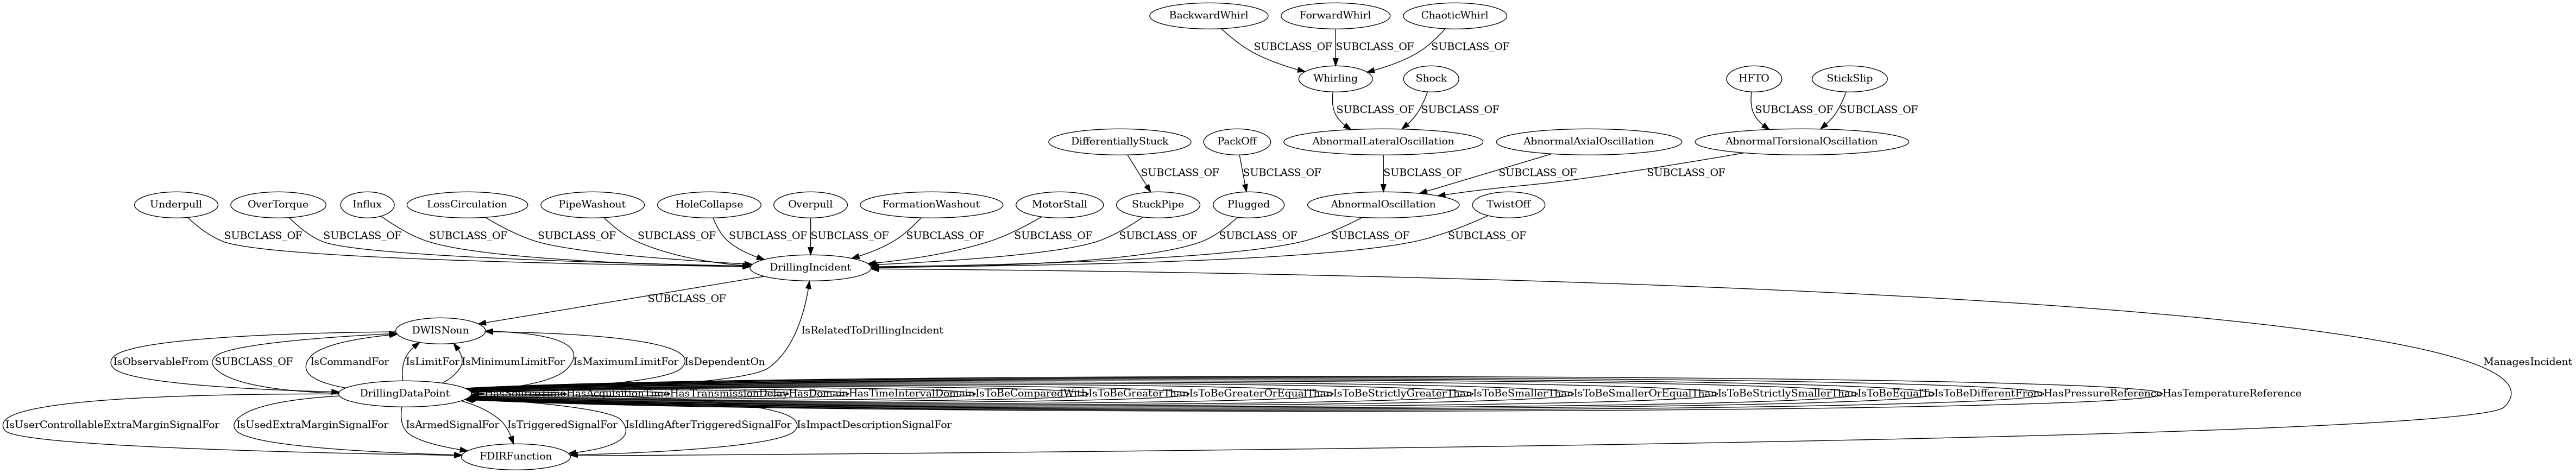 BackwardWhirl
ForwardWhirl
ChaoticWhirl
SUBCLASS_OF
SUBCLASS_OF
SUBCLASS_OF
Whirling
Shock
HFTO
StickSlip
SUBCLASS_OF
SUBCLASS_OF
SUBCLASS_OF
SUBCLASS_OF
DifferentiallyStuck
PackOff
AbnormalLateralOscillation
AbnormalAxialOscillation
AbnormalTorsionalOscillation
SUBCLASS_OF
SUBCLASS_OF
SUBCLASS_OF
SUBCLASS_OF
SUBCLASS_OF
Underpull
OverTorque
Influx
LossCirculation
PipeWashout
HoleCollapse
Overpull
FormationWashout
MotorStall
StuckPipe
Plugged
AbnormalOscillation
TwistOff
SUBCLASS_OF
SUBCLASS_OF
SUBCLASS_OF
SUBCLASS_OF
SUBCLASS_OF
SUBCLASS_OF
SUBCLASS_OF
SUBCLASS_OF
SUBCLASS_OF
SUBCLASS_OF
SUBCLASS_OF
SUBCLASS_OF
SUBCLASS_OF
DrillingIncident
SUBCLASS_OF
DWISNoun
IsRelatedToDrillingIncident
IsObservableFrom
SUBCLASS_OF
IsCommandFor
IsLimitFor
IsMinimumLimitFor
IsMaximumLimitFor
IsDependentOn
ManagesIncident
DrillingDataPoint
HasSourceTime
HasAcquisitionTime
HasTransmissionDelay
HasDomain
HasTimeIntervalDomain
IsToBeComparedWith
IsToBeGreaterThan
IsToBeGreaterOrEqualThan
IsToBeStrictlyGreaterThan
IsToBeSmallerThan
IsToBeSmallerOrEqualThan
IsToBeStrictlySmallerThan
IsToBeEqualTo
IsToBeDifferentFrom
HasPressureReference
HasTemperatureReference
IsUserControllableExtraMarginSignalFor
IsUsedExtraMarginSignalFor
IsArmedSignalFor
IsTriggeredSignalFor
IsIdlingAfterTriggeredSignalFor
IsImpactDescriptionSignalFor
FDIRFunction